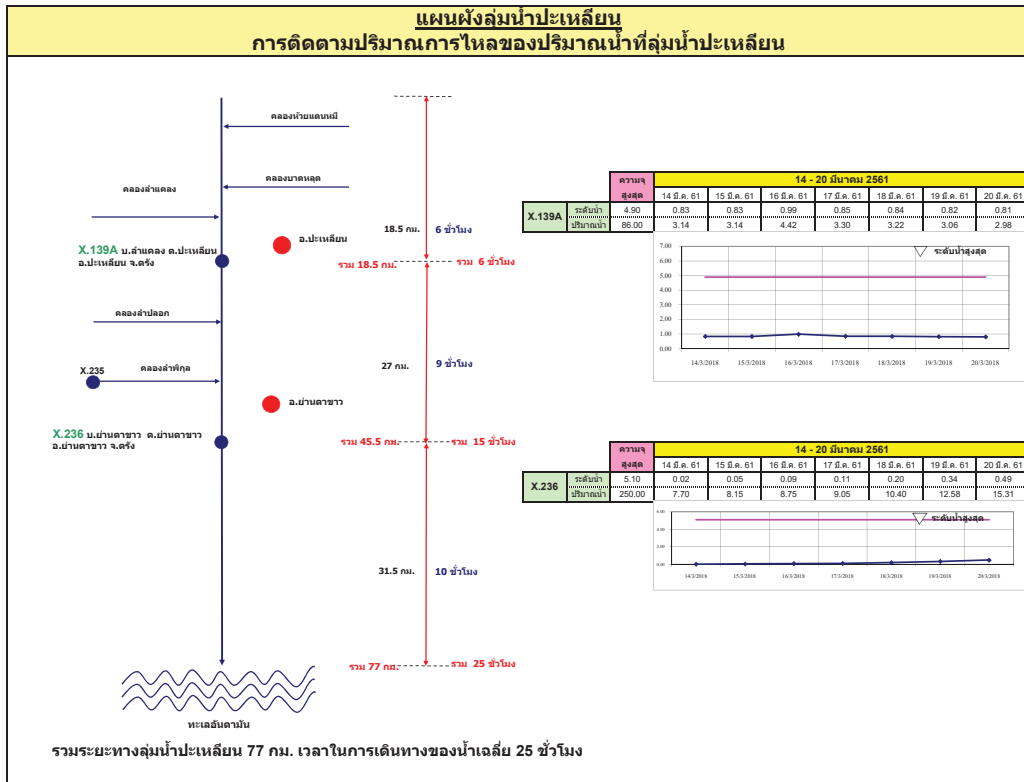 แผนผังลุ่มน้ำปะเหลียน
การติดตามปริมาณการไหลของปริมาณน้ำที่ลุ่มน้ำปะเหลียน
คลองห้วยแดนหมี
คลองบาดหลุด
คลองลำแคลง
18.5 กม.
6 ชั่วโมง
อ.ปะเหลียน
X.139A บ.ลำแคลง ต.ปะเหลียน
อ.ปะเหลียน จ.ตรัง
รวม 18.5 กม.
รวม 6 ชั่วโมง
คลองลำปลอก
27 กม.
9 ชั่วโมง
X.235
คลองลำพิกุล
อ.ย่านตาขาว
X.236 บ.ย่านตาขาว ต.ย่านตาขาว
อ.ย่านตาขาว จ.ตรัง
รวม 45.5 กม.
รวม 15 ชั่วโมง
31.5 กม.
10 ชั่วโมง
รวม 77 กม.
รวม 25 ชั่วโมง
ทะเลอันดามัน
รวมระยะทางลุ่มน้ำปะเหลียน 77 กม. เวลาในการเดินทางของน้ำเฉลี่ย 25 ชั่วโมง
ความจุ 14 - 20 มีนาคม 2561
สูงสุด 14 มี.ค. 61 15 มี.ค. 61 16 มี.ค. 61 17 มี.ค. 61 18 มี.ค. 61 19 มี.ค. 61 20 มี.ค. 61
X.139A
ระดับน้ำ 4.90 0.83 0.83 0.99 0.85 0.84 0.82 0.81
ปริมาณน้ำ 86.00 3.14 3.14 4.42 3.30 3.22 3.06 2.98
ระดับน้ำสูงสุด
7.00
6.00
5.00
4.00
3.00
2.00
1.00
0.00
14/3/2018 15/3/2018 16/3/2018 17/3/2018 18/3/2018 19/3/2018 20/3/2018
ความจุ 14 - 20 มีนาคม 2561
สูงสุด 14 มี.ค. 61 15 มี.ค. 61 16 มี.ค. 61 17 มี.ค. 61 18 มี.ค. 61 19 มี.ค. 61 20 มี.ค. 61
X.236
ระดับน้ำ 5.10 0.02 0.05 0.09 0.11 0.20 0.34 0.49
ปริมาณน้ำ 250.00 7.70 8.15 8.75 9.05 10.40 12.58 15.31
ระดับน้ำสูงสุด
6.00
4.00
2.00
0.00
14/3/2018 15/3/2018 16/3/2018 17/3/2018 18/3/2018 19/3/2018 20/3/2018